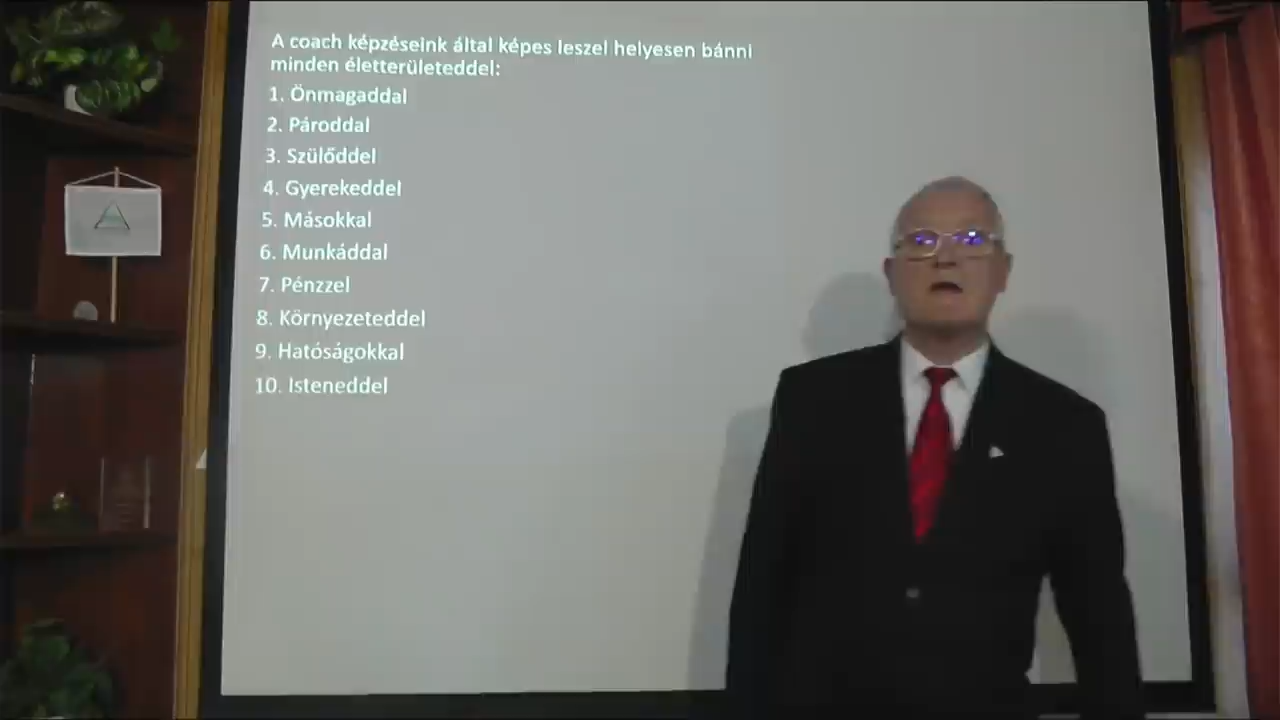 A coach képzéseink által képes leszel helyesen bánni
minden életterületeddel:
1. Önmagaddal
2. Pároddal
3. Szülőddel
4. Gyerekeddel
5. Másokkal
6. Munkáddal
7. Pénzzel
8. Környezeteddel
9. Hatóságokkal
10. Isteneddel